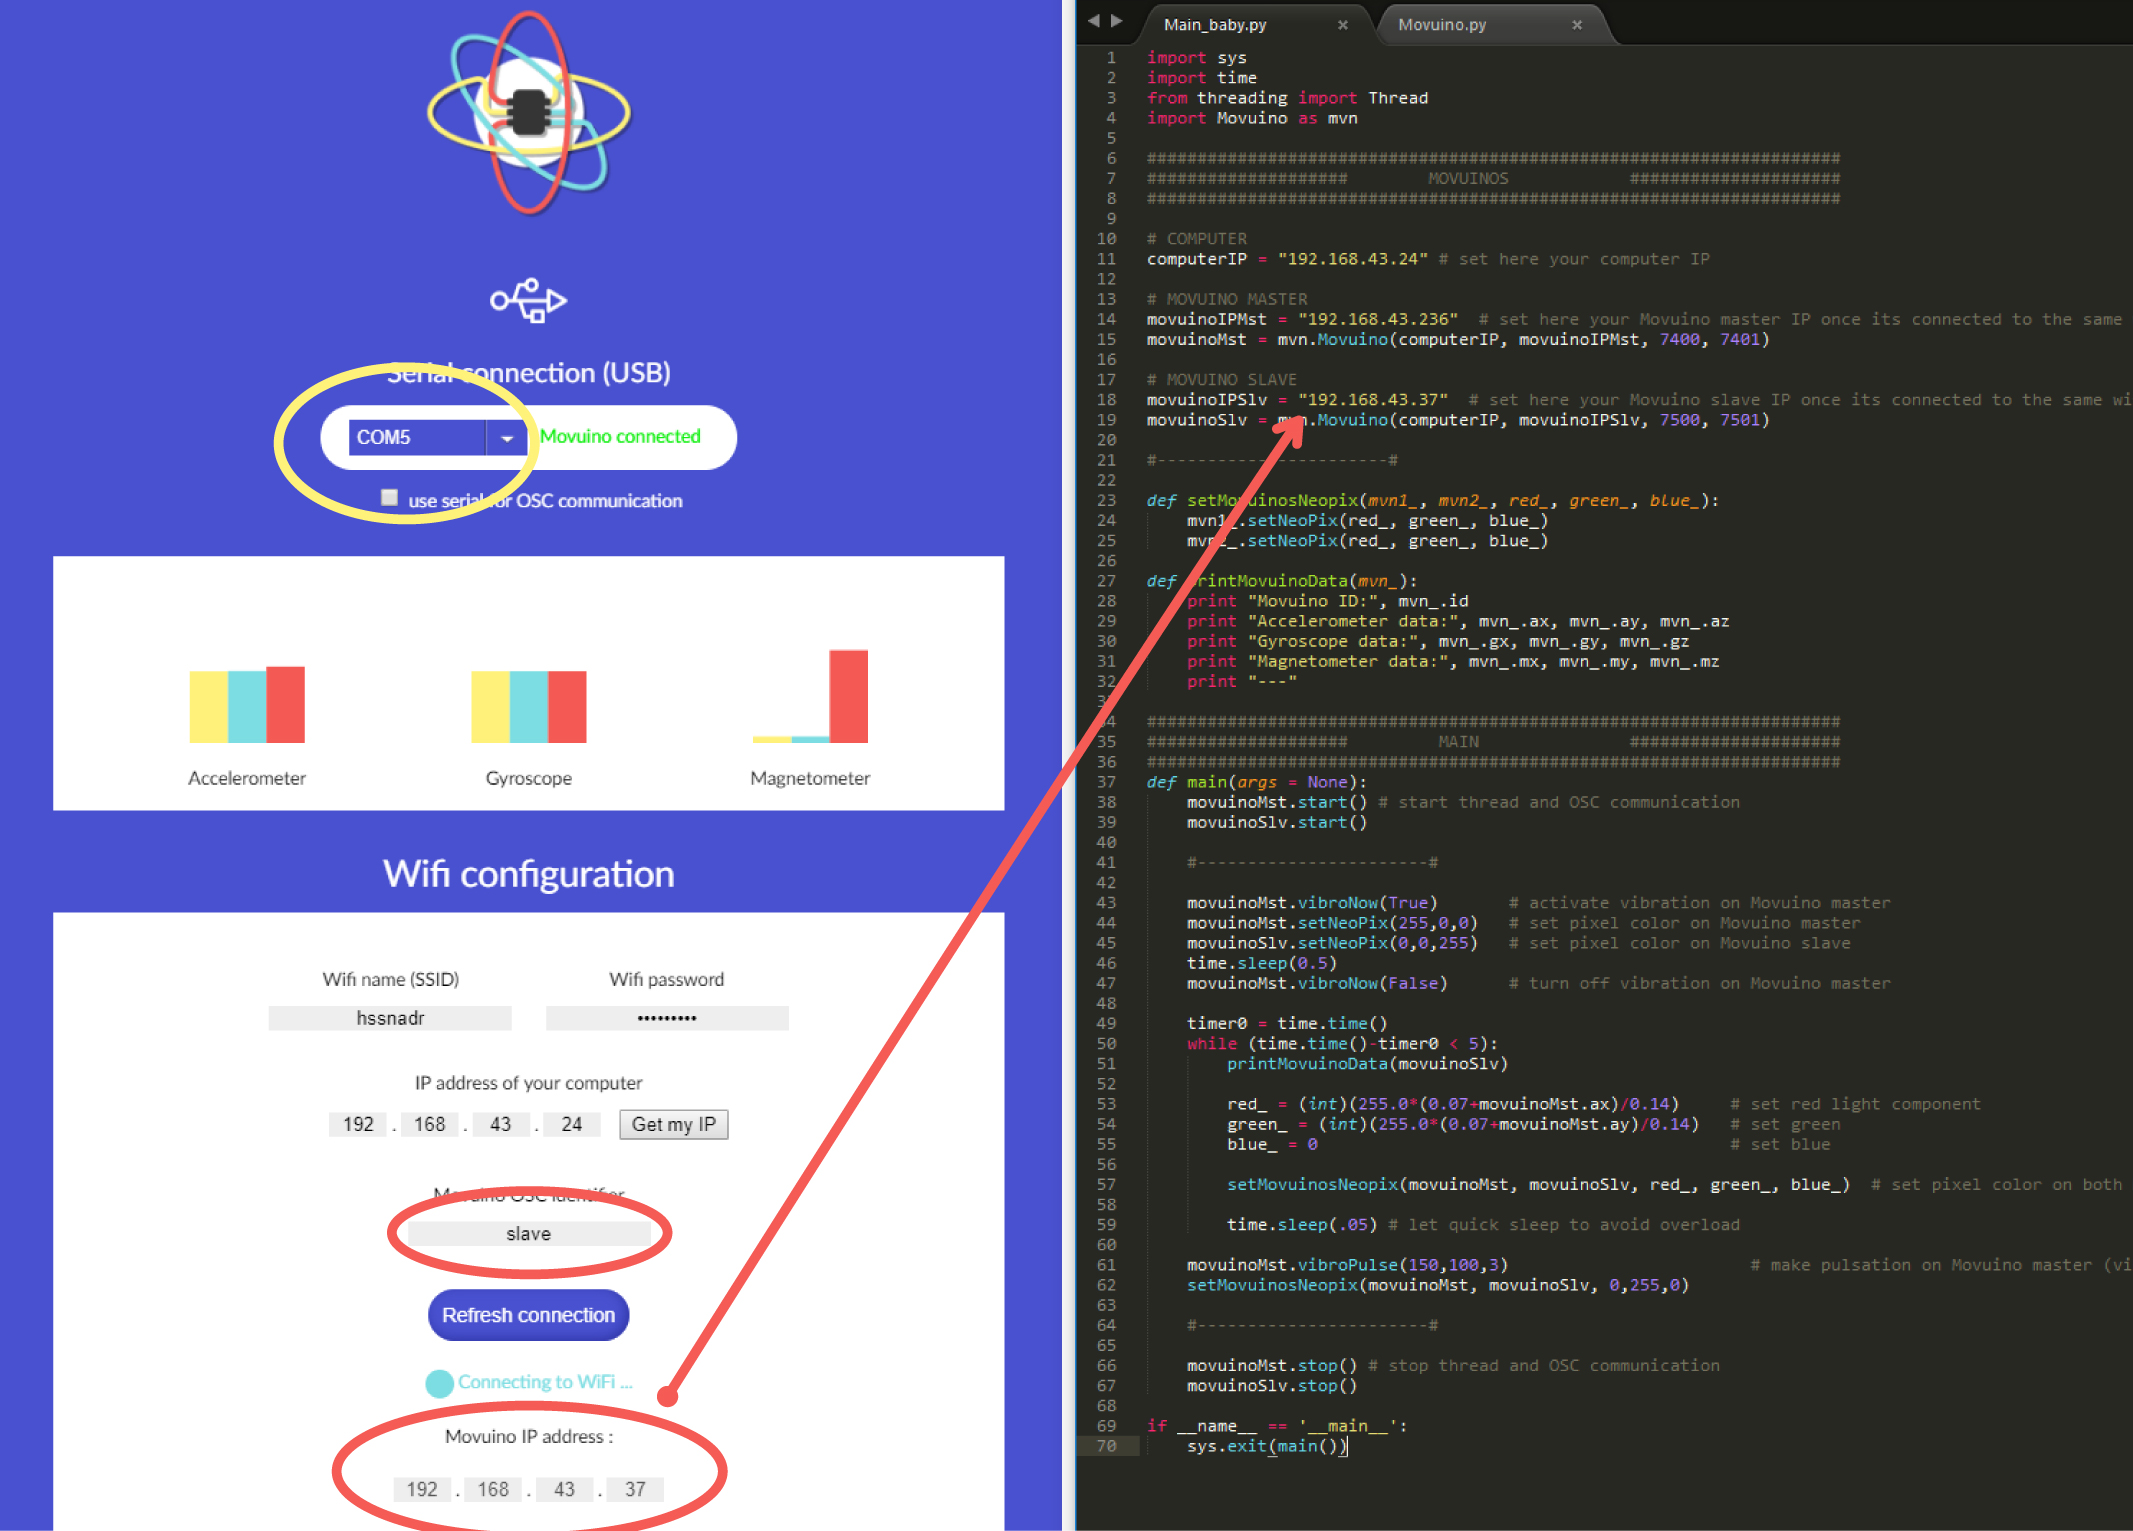 Serial connection (USB)
COM5
Movuino connected
use serial for OSC communication
Accelerometer
Gyroscope
Magnetometer
Wifi configuration
Wifi name (SSID)
Wifi password
hssnadr
•••••••••
IP address of your computer
192 . 168 . 43 . 24
Get my IP
Movuino OSC identifier
slave
Refresh connection
Connecting to WiFi ...
Movuino IP address :
192 . 168 . 43 . 37
Main_baby.py ×
Movuino.py ×
1 import sys
2 import time
3 from threading import Thread
4 import Movuino as mvn
5
6 #####################################################################
7 #################### MOVUINOS #####################
8 #####################################################################
9
10 # COMPUTER
11 computerIP = "192.168.43.24" # set here your computer IP
12
13 # MOVUINO MASTER
14 movuinoIPMst = "192.168.43.236" # set here your Movuino master IP once its connected to the same
15 movuinoMst = mvn.Movuino(computerIP, movuinoIPMst, 7400, 7401)
16
17 # MOVUINO SLAVE
18 movuinoIPSlv = "192.168.43.37" # set here your Movuino slave IP once its connected to the same wi
19 movuinoSlv = mvn.Movuino(computerIP, movuinoIPSlv, 7500, 7501)
20
21 #-----------------------#
22
23 def setMovuinosNeopix(mvn1_, mvn2_, red_, green_, blue_):
24 mvn1_.setNeoPix(red_, green_, blue_)
25 mvn2_.setNeoPix(red_, green_, blue_)
26
27 def printMovuinoData(mvn_):
28 print "Movuino ID:", mvn_.id
29 print "Accelerometer data:", mvn_.ax, mvn_.ay, mvn_.az
30 print "Gyroscope data:", mvn_.gx, mvn_.gy, mvn_.gz
31 print "Magnetometer data:", mvn_.mx, mvn_.my, mvn_.mz
32 print "---"
33
34 #####################################################################
35 #################### MAIN #####################
36 #####################################################################
37 def main(args = None):
38 movuinoMst.start() # start thread and OSC communication
39 movuinoSlv.start()
40
41 #-----------------------#
42
43 movuinoMst.vibroNow(True) # activate vibration on Movuino master
44 movuinoMst.setNeoPix(255,0,0) # set pixel color on Movuino master
45 movuinoSlv.setNeoPix(0,0,255) # set pixel color on Movuino slave
46 time.sleep(0.5)
47 movuinoMst.vibroNow(False) # turn off vibration on Movuino master
48
49 timer0 = time.time()
50 while (time.time()-timer0 < 5):
51 printMovuinoData(movuinoSlv)
52
53 red_ = (int)(255.0*(0.07+movuinoMst.ax)/0.14) # set red light component
54 green_ = (int)(255.0*(0.07+movuinoMst.ay)/0.14) # set green
55 blue_ = 0 # set blue
56
57 setMovuinosNeopix(movuinoMst, movuinoSlv, red_, green_, blue_) # set pixel color on both
58
59 time.sleep(.05) # let quick sleep to avoid overload
60
61 movuinoMst.vibroPulse(150,100,3) # make pulsation on Movuino master (vi
62 setMovuinosNeopix(movuinoMst, movuinoSlv, 0,255,0)
63
64 #-----------------------#
65
66 movuinoMst.stop() # stop thread and OSC communication
67 movuinoSlv.stop()
68
69 if __name__ == '__main__':
70 sys.exit(main())